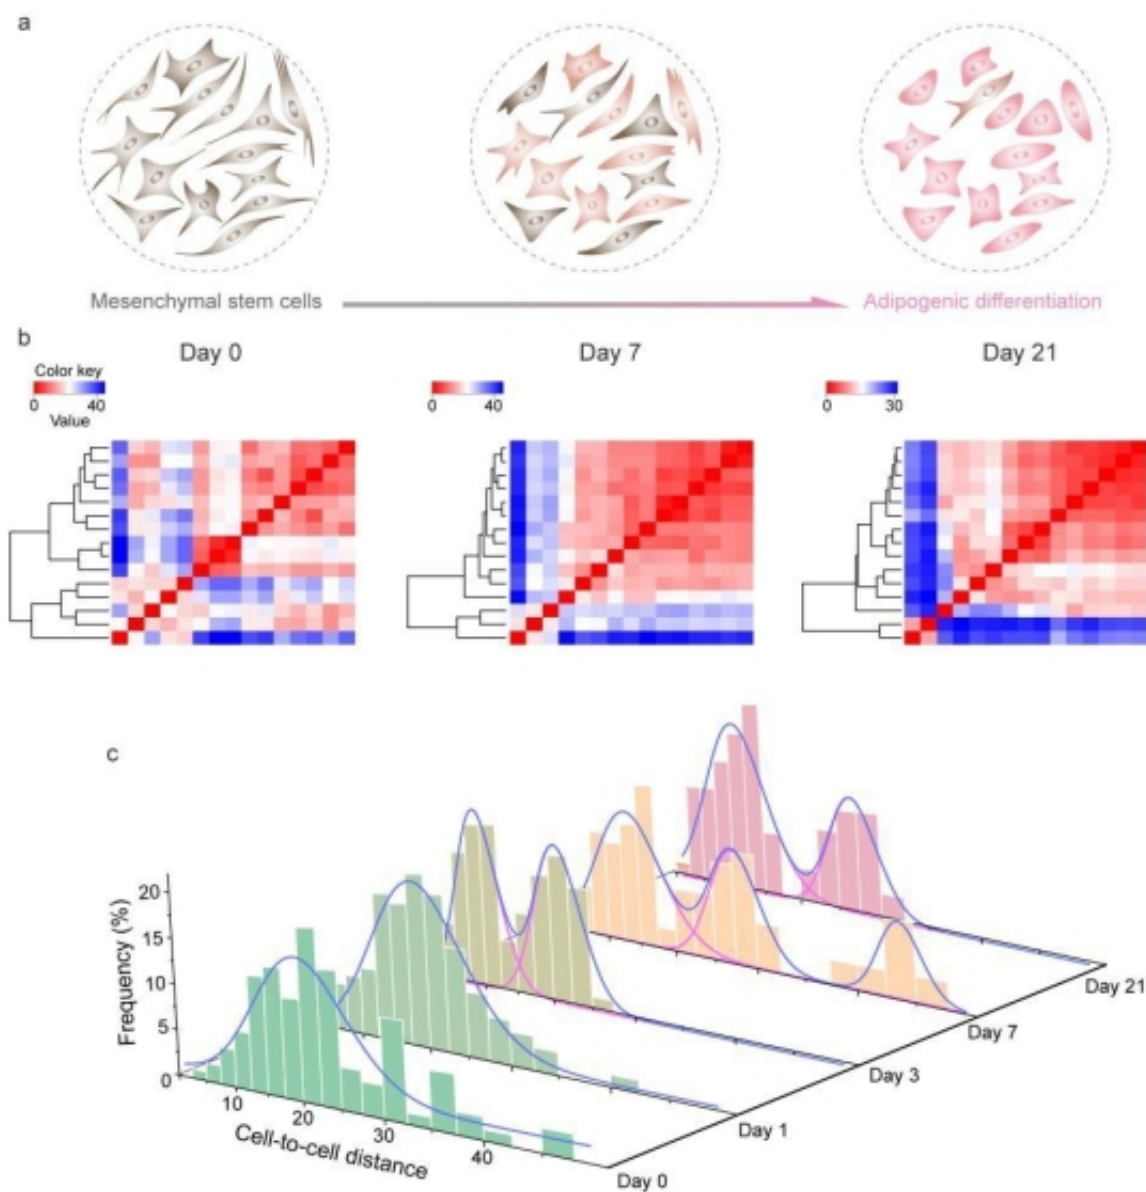 a
Mesenchymal stem cells
Adipogenic differentiation
b
Day 0
Day 7
Day 21
Color key
0 40
Value
0 40
0 30
c
Frequency (%)
20
15
10
5
0
10
20
30
40
Cell-to-cell distance
Day 0
Day 1
Day 3
Day 7
Day 21